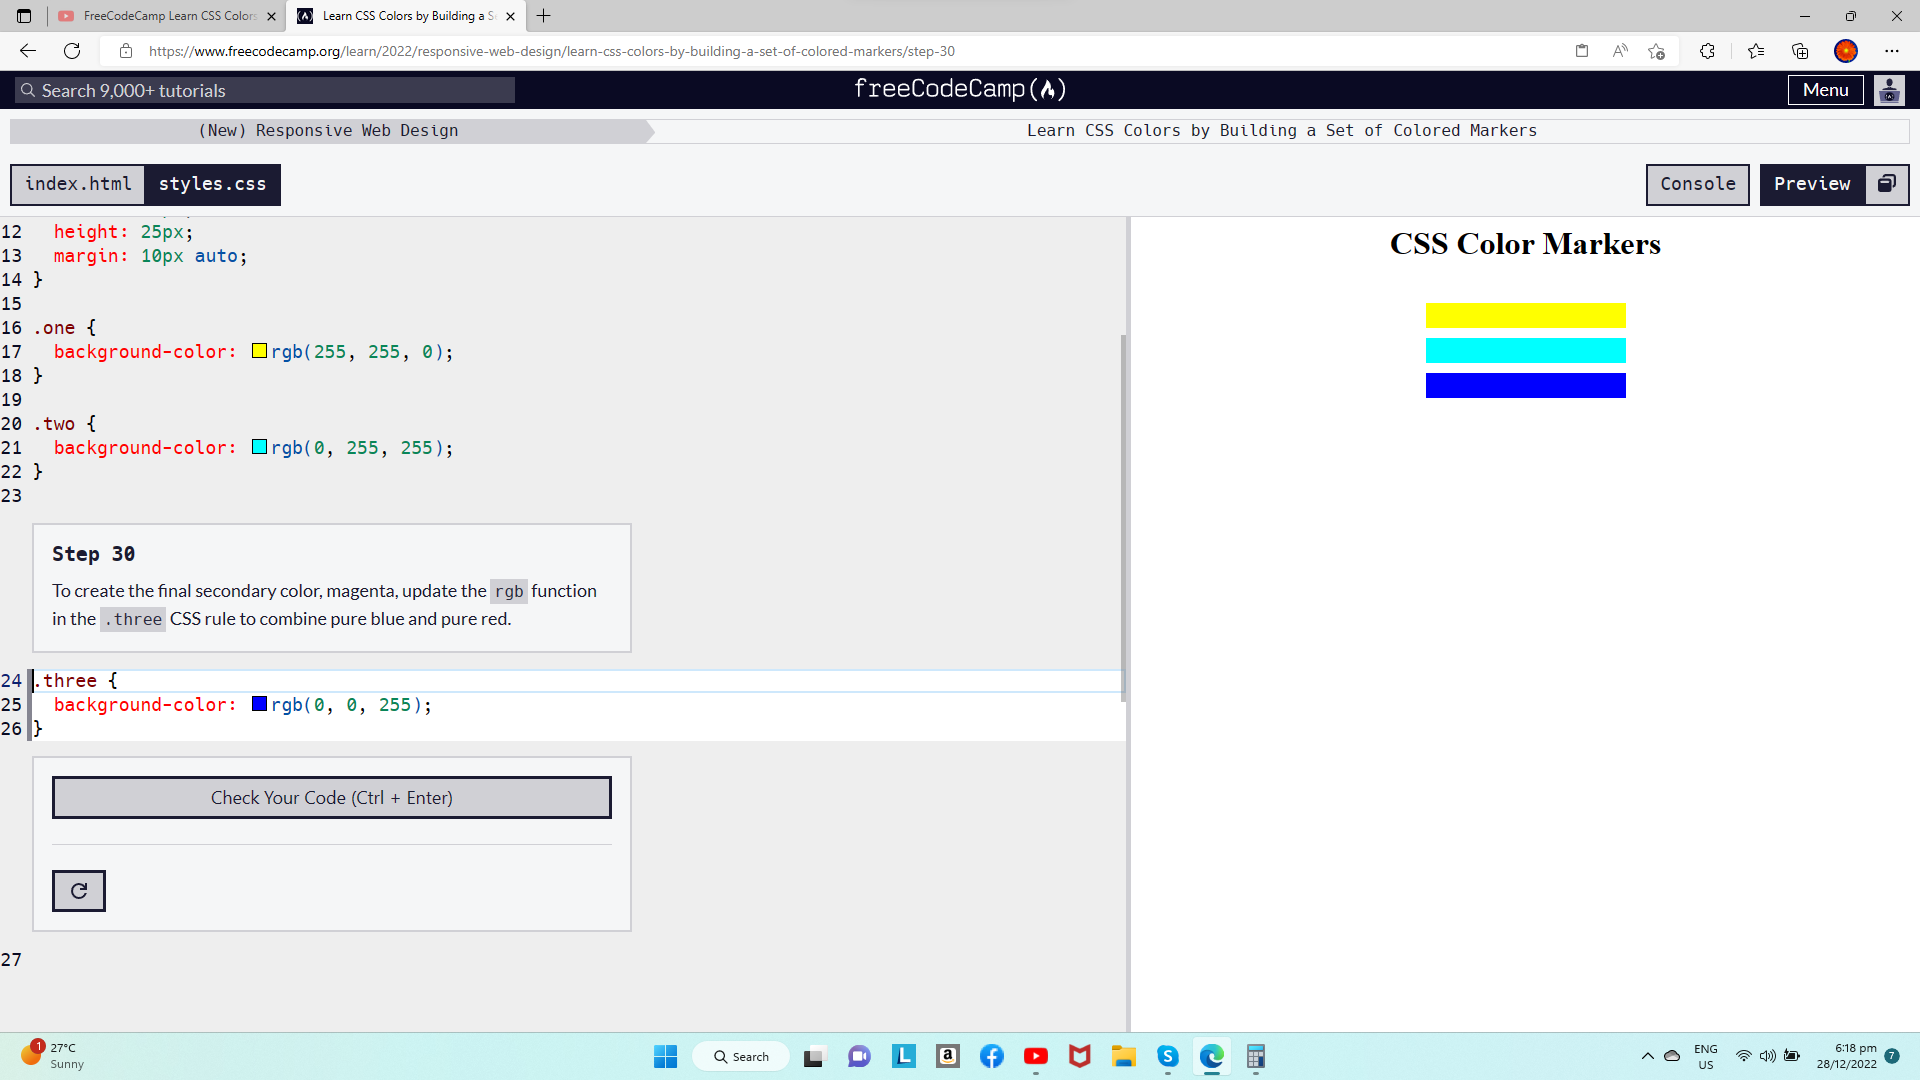 FreeCodeCamp Learn CSS Colors
Learn CSS Colors by Building a Se
https://www.freecodecamp.org/learn/2022/responsive-web-design/learn-css-colors-by-building-a-set-of-colored-markers/step-30
Search 9,000+ tutorials
freeCodeCamp
Menu
(New) Responsive Web Design
Learn CSS Colors by Building a Set of Colored Markers
index.html
styles.css
Console
Preview
12 height: 25px;
13 margin: 10px auto;
14 }
15
16 .one {
17 background-color: rgb(255, 255, 0);
18 }
19
20 .two {
21 background-color: rgb(0, 255, 255);
22 }
23
Step 30
To create the final secondary color, magenta, update the rgb function
in the .three CSS rule to combine pure blue and pure red.
24 .three {
25 background-color: rgb(0, 0, 255);
26 }
Check Your Code (Ctrl + Enter)
27
CSS Color Markers
1
27°C
Sunny
Search
L
a
S
ENG
US
6:18 pm
28/12/2022
7